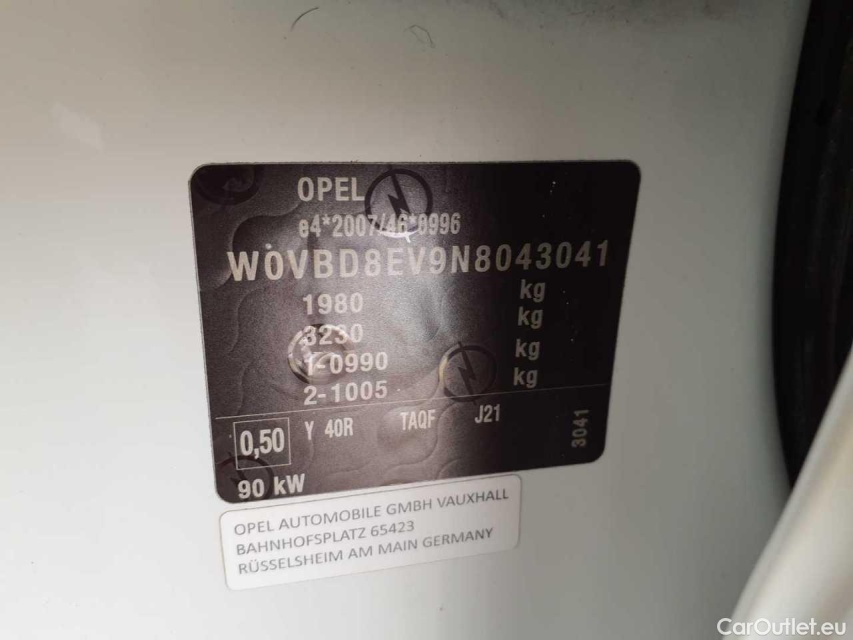 OPEL
e4*2007/46*0996
W0VBD8EV9N8043041
1980 kg
3230 kg
1-0990 kg
2-1005 kg
0,50 Y 40R TAQF J21 3041
90 kW
OPEL AUTOMOBILE GMBH VAUXHALL
BAHNHOFSPLATZ 65423
RÜSSELSHEIM AM MAIN GERMANY
CarOutlet.eu